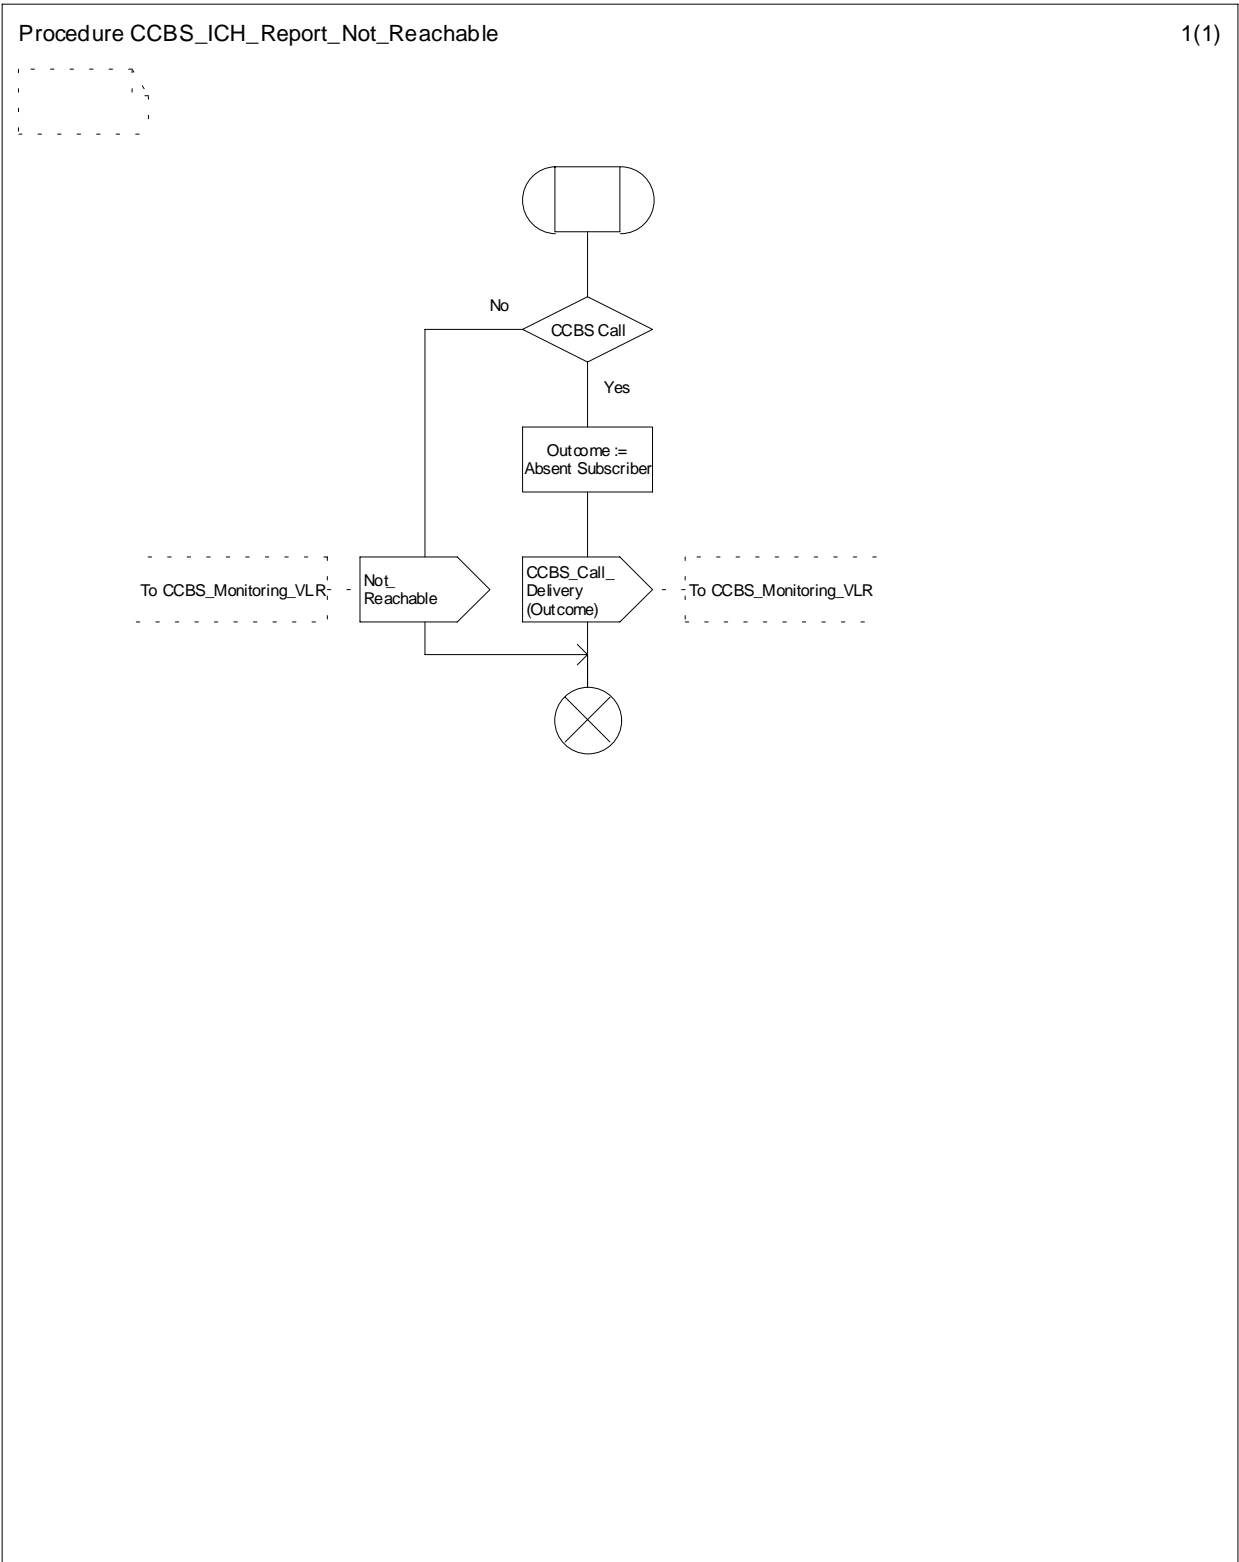 Procedure CCBS_ICH_Report_Not_Reachable
1(1)
No
CCBS Call
Yes
Outcome :=
Absent Subscriber
To CCBS_Monitoring_VLR
Not_
Reachable
CCBS_Call_
Delivery
(Outcome)
To CCBS_Monitoring_VLR